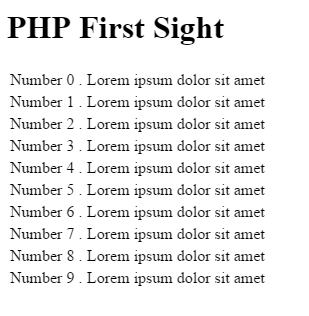 PHP First Sight
Number 0 . Lorem ipsum dolor sit amet
Number 1 . Lorem ipsum dolor sit amet
Number 2 . Lorem ipsum dolor sit amet
Number 3 . Lorem ipsum dolor sit amet
Number 4 . Lorem ipsum dolor sit amet
Number 5 . Lorem ipsum dolor sit amet
Number 6 . Lorem ipsum dolor sit amet
Number 7 . Lorem ipsum dolor sit amet
Number 8 . Lorem ipsum dolor sit amet
Number 9 . Lorem ipsum dolor sit amet